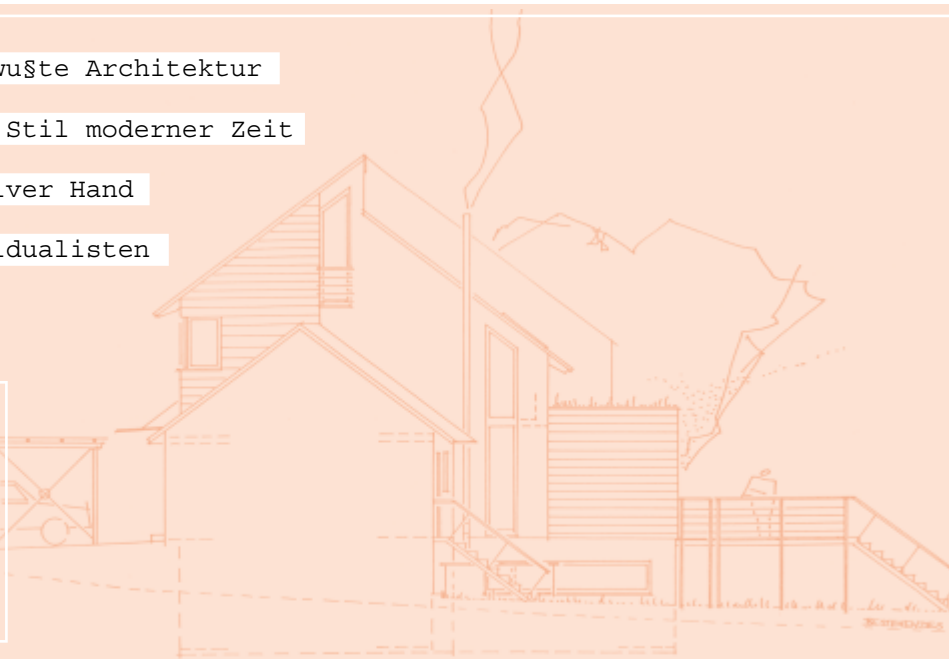 wu§te Architektur
Stil moderner Zeit
iver Hand
idualisten